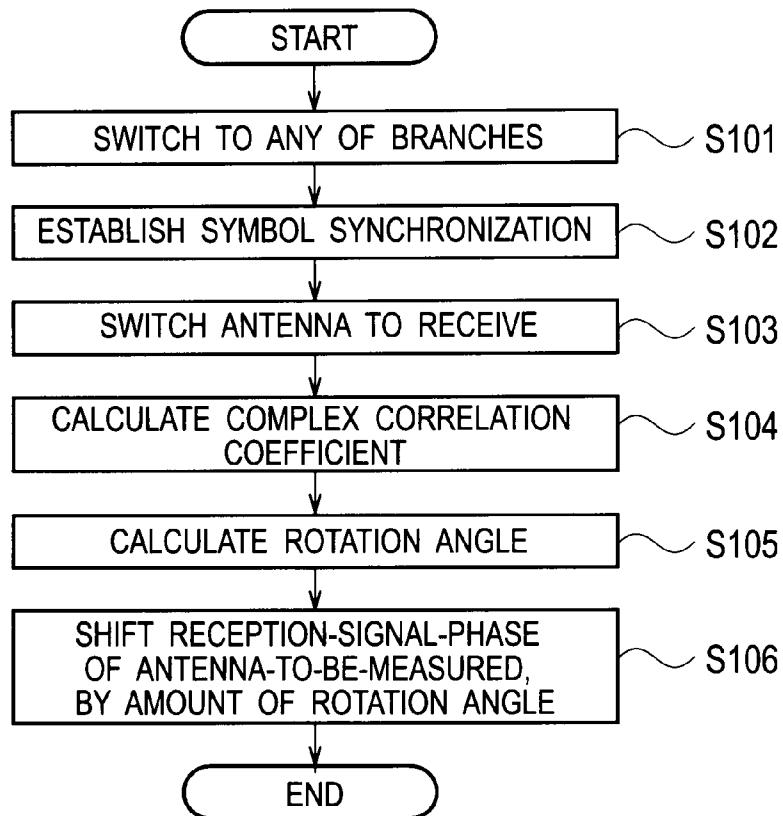 START
SWITCH TO ANY OF BRANCHES
S101
ESTABLISH SYMBOL SYNCHRONIZATION
S102
SWITCH ANTENNA TO RECEIVE
S103
CALCULATE COMPLEX CORRELATION
COEFFICIENT
S104
CALCULATE ROTATION ANGLE
S105
SHIFT RECEPTION-SIGNAL-PHASE
OF ANTENNA-TO-BE-MEASURED,
BY AMOUNT OF ROTATION ANGLE
S106
END